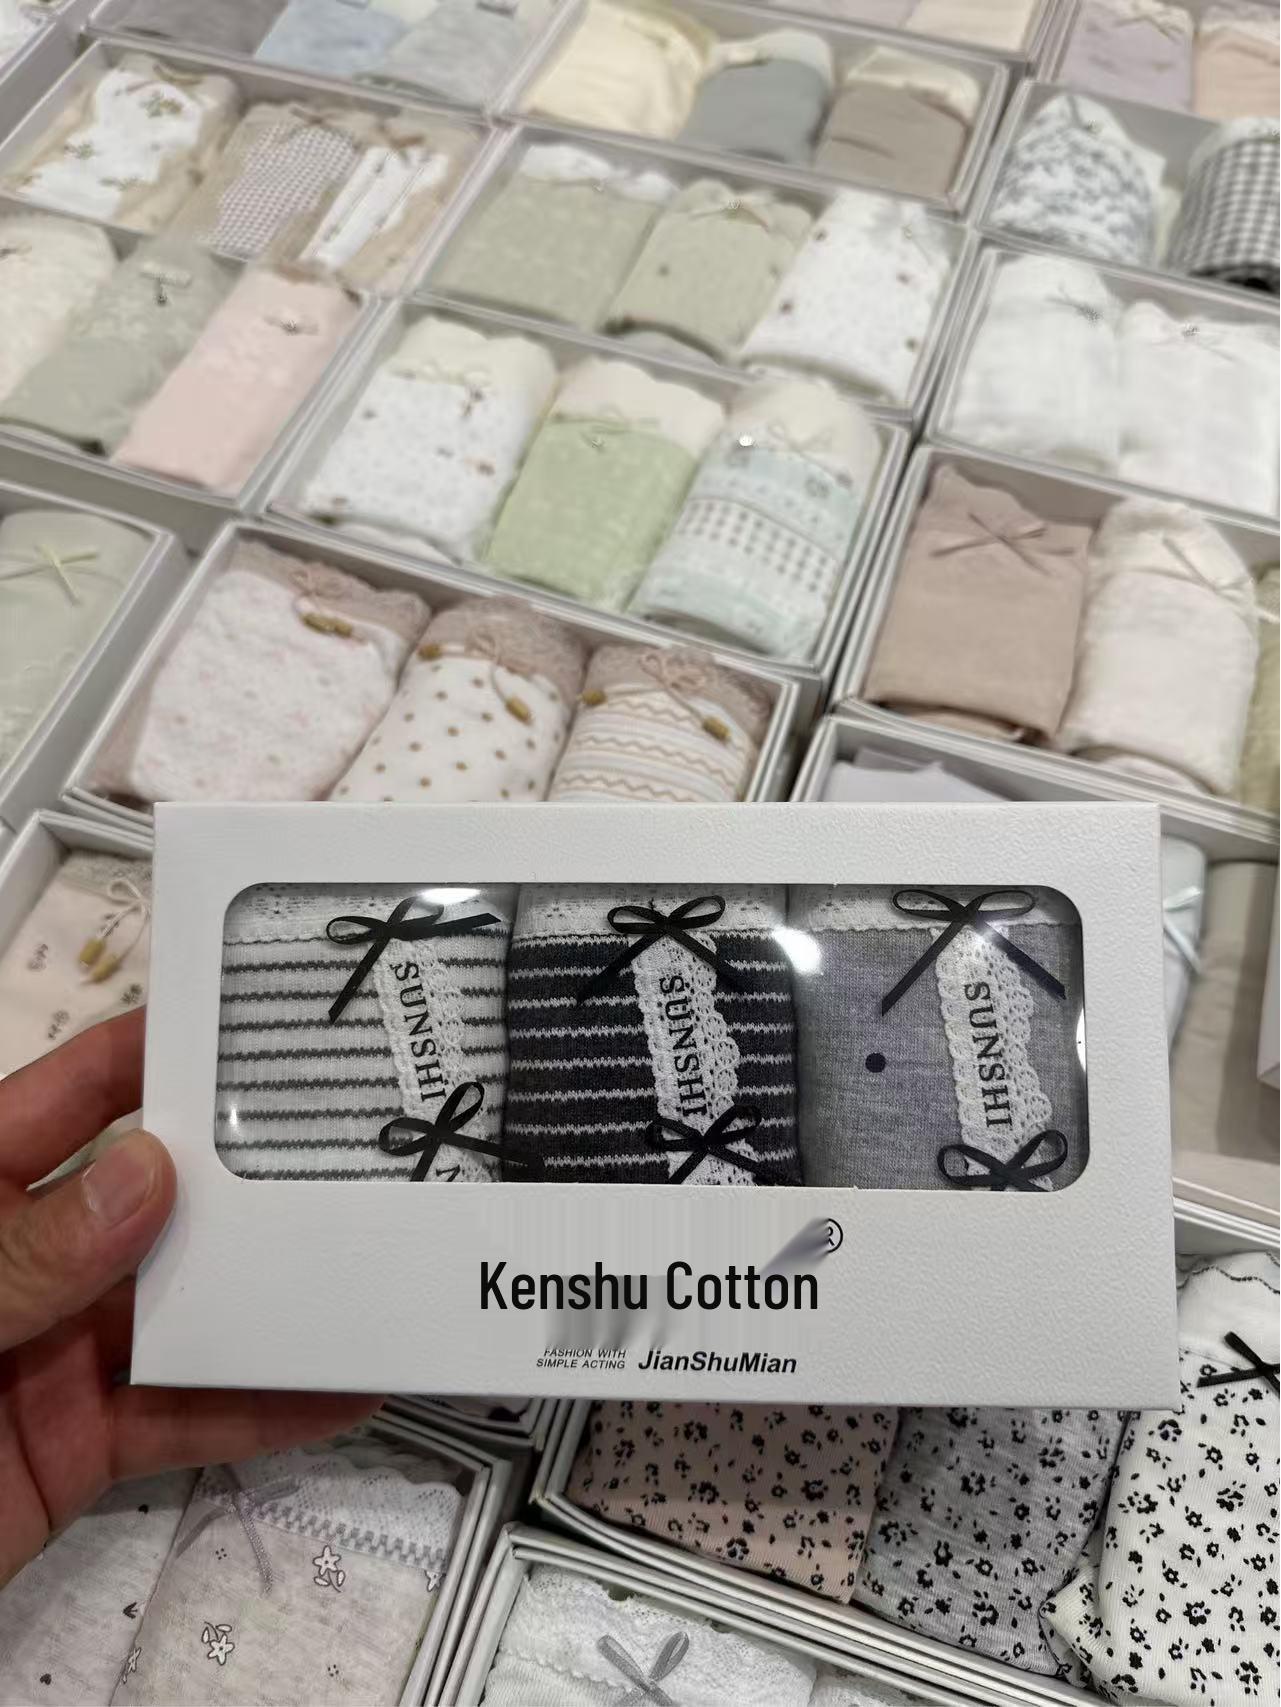 SUNSHI
SUNSHI
SUNSHI
®
Kenshu Cotton
FASHION WITH
SIMPLE ACTING
JianShuMian